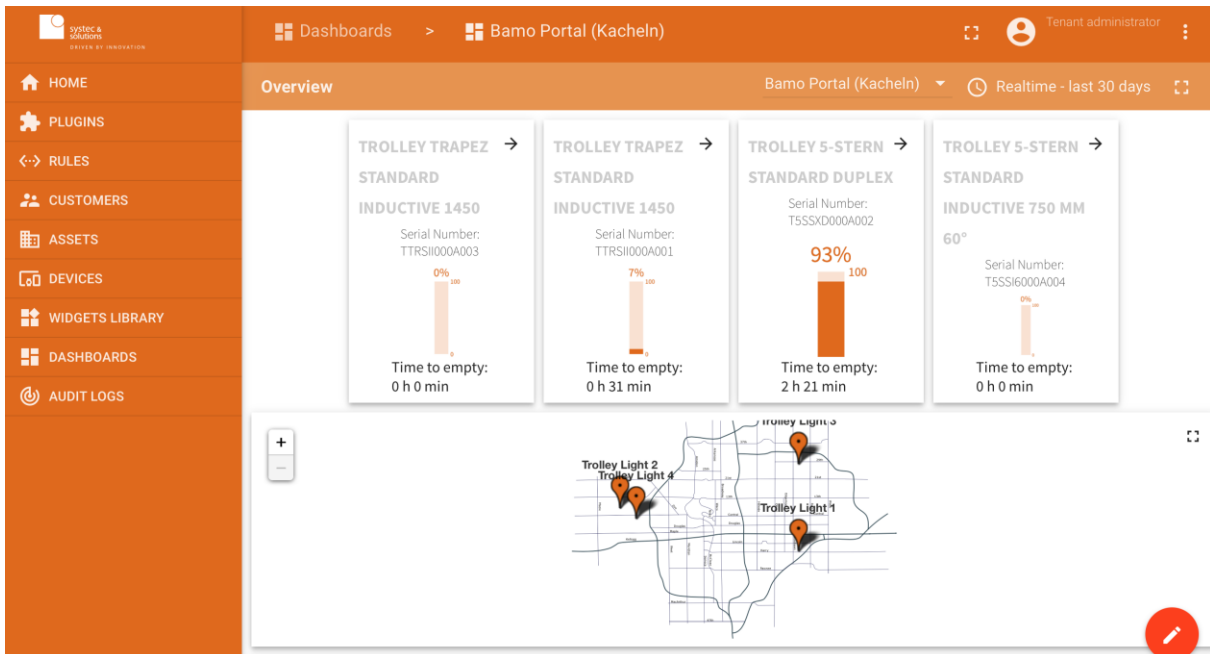 systec &
solutions
DRIVEN BY INNOVATION
Dashboards > Bamo Portal (Kacheln)
Tenant administrator
HOME
PLUGINS
RULES
CUSTOMERS
ASSETS
DEVICES
WIDGETS LIBRARY
DASHBOARDS
AUDIT LOGS
Overview
Bamo Portal (Kacheln)
Realtime - last 30 days
TROLLEY TRAPEZ
STANDARD
INDUCTIVE 1450
Serial Number:
TTRSII000A003
0%
100
0
Time to empty:
0 h 0 min
TROLLEY TRAPEZ
STANDARD
INDUCTIVE 1450
Serial Number:
TTRSII000A001
7%
100
0
Time to empty:
0 h 31 min
TROLLEY 5-STERN
STANDARD DUPLEX
Serial Number:
T5SSXD000A002
93%
100
Time to empty:
2 h 21 min
TROLLEY 5-STERN
STANDARD
INDUCTIVE 750 MM
60°
Serial Number:
T5SSI6000A004
0%
100
Time to empty:
0 h 0 min
+
−
Trolley Light 3
Trolley Light 2
Trolley Light 4
Trolley Light 1